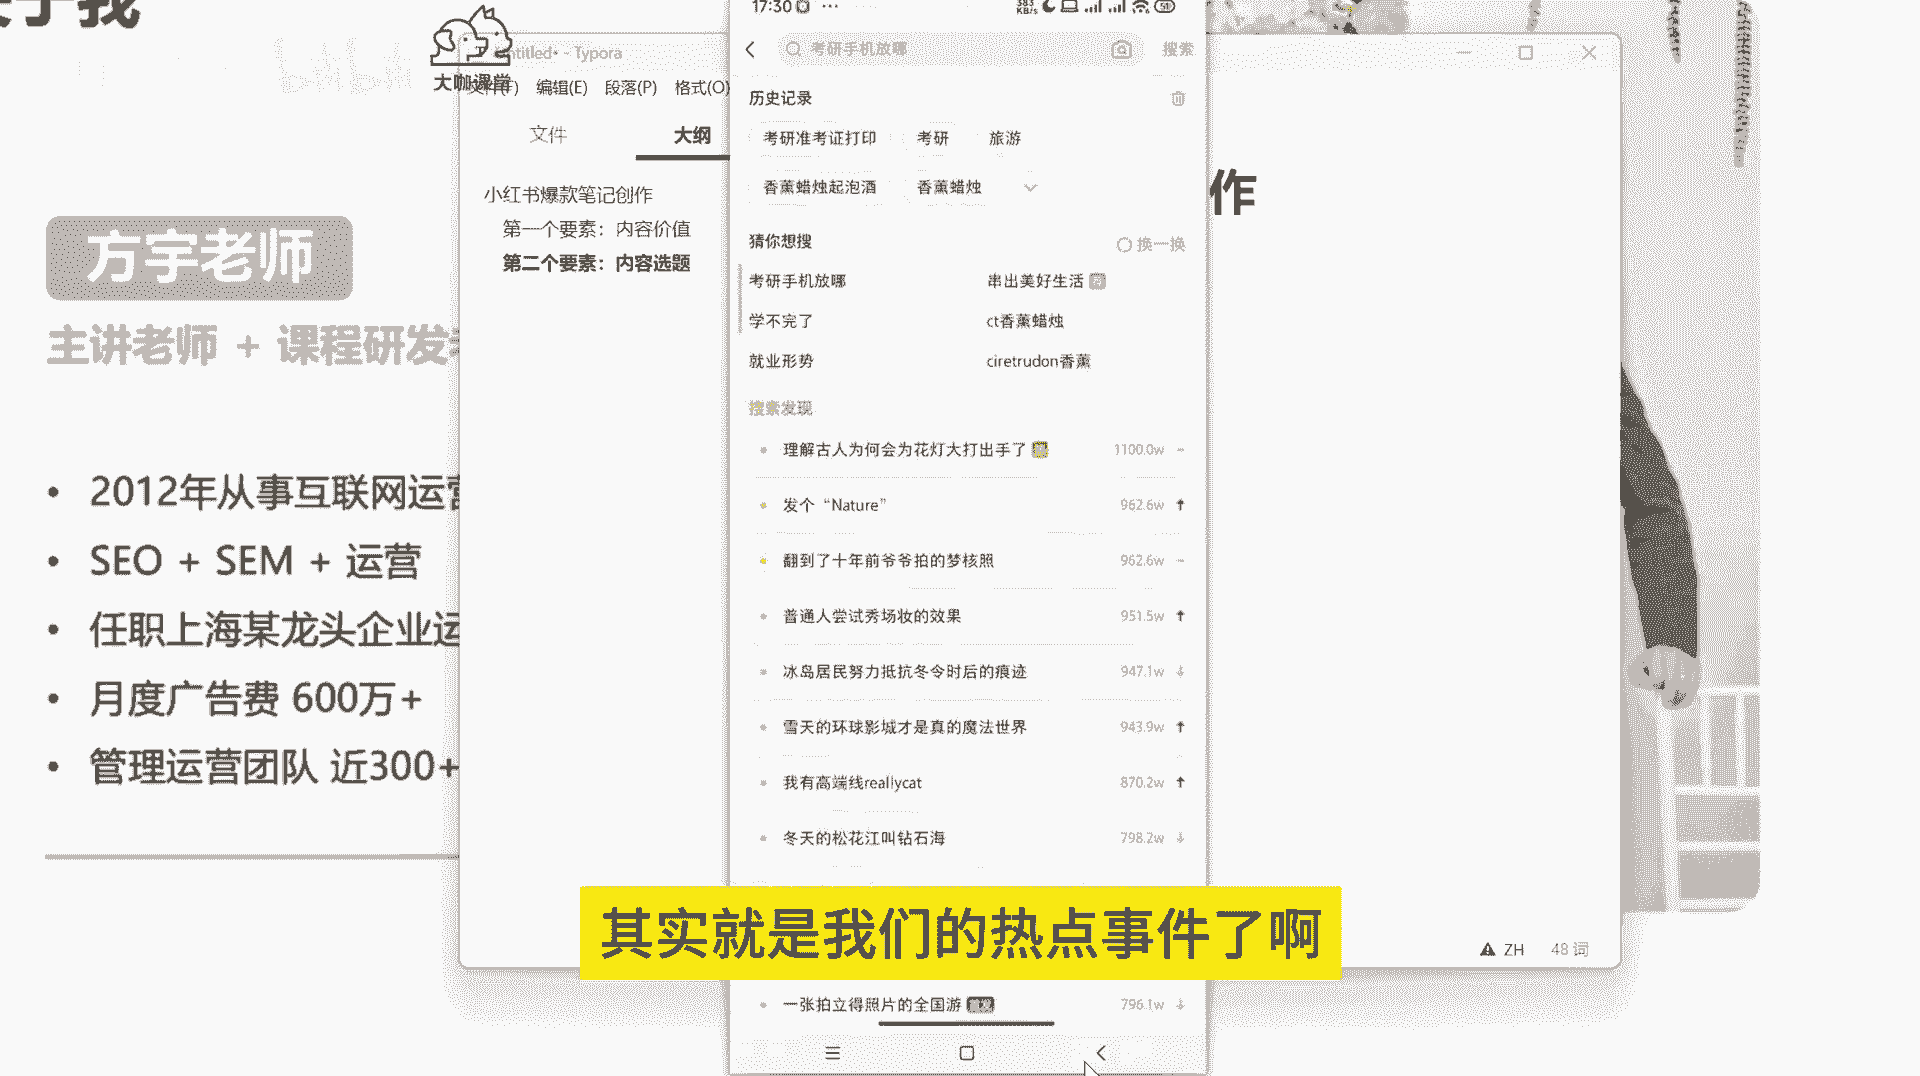 关于我
bilibili
大咖课堂
方宇老师
主讲老师 + 课程研发老
2012年从事互联网运营
SEO + SEM + 运营
任职上海某龙头企业运
月度广告费 600万+
管理运营团队 近300+
Untitled• - Typora
文件(F) 编辑(E) 段落(P) 格式(O)
文件 大纲
小红书爆款笔记创作
第一个要素：内容价值
第二个要素：内容选题
作
17:30 ··· 383 KB/s 51
考研手机放哪 搜索
历史记录
考研准考证打印 考研 旅游
香薰蜡烛起泡酒 香薰蜡烛
猜你想搜 换一换
考研手机放哪 串出美好生活
学不完了 ct香薰蜡烛
就业形势 ciretrudon香薰
搜索发现
理解古人为何会为花灯大打出手了 1100.0w
发个“Nature” 962.6w
翻到了十年前爷爷拍的梦核照 962.6w
普通人尝试秀场妆的效果 951.5w
冰岛居民努力抵抗冬令时后的痕迹 947.1w
雪天的环球影城才是真的魔法世界 943.9w
我有高端线reallycat 870.2w
冬天的松花江叫钻石海 798.2w
其实就是我们的热点事件了啊
一张拍立得照片的全国游 首发 796.1w
ZH 48 词